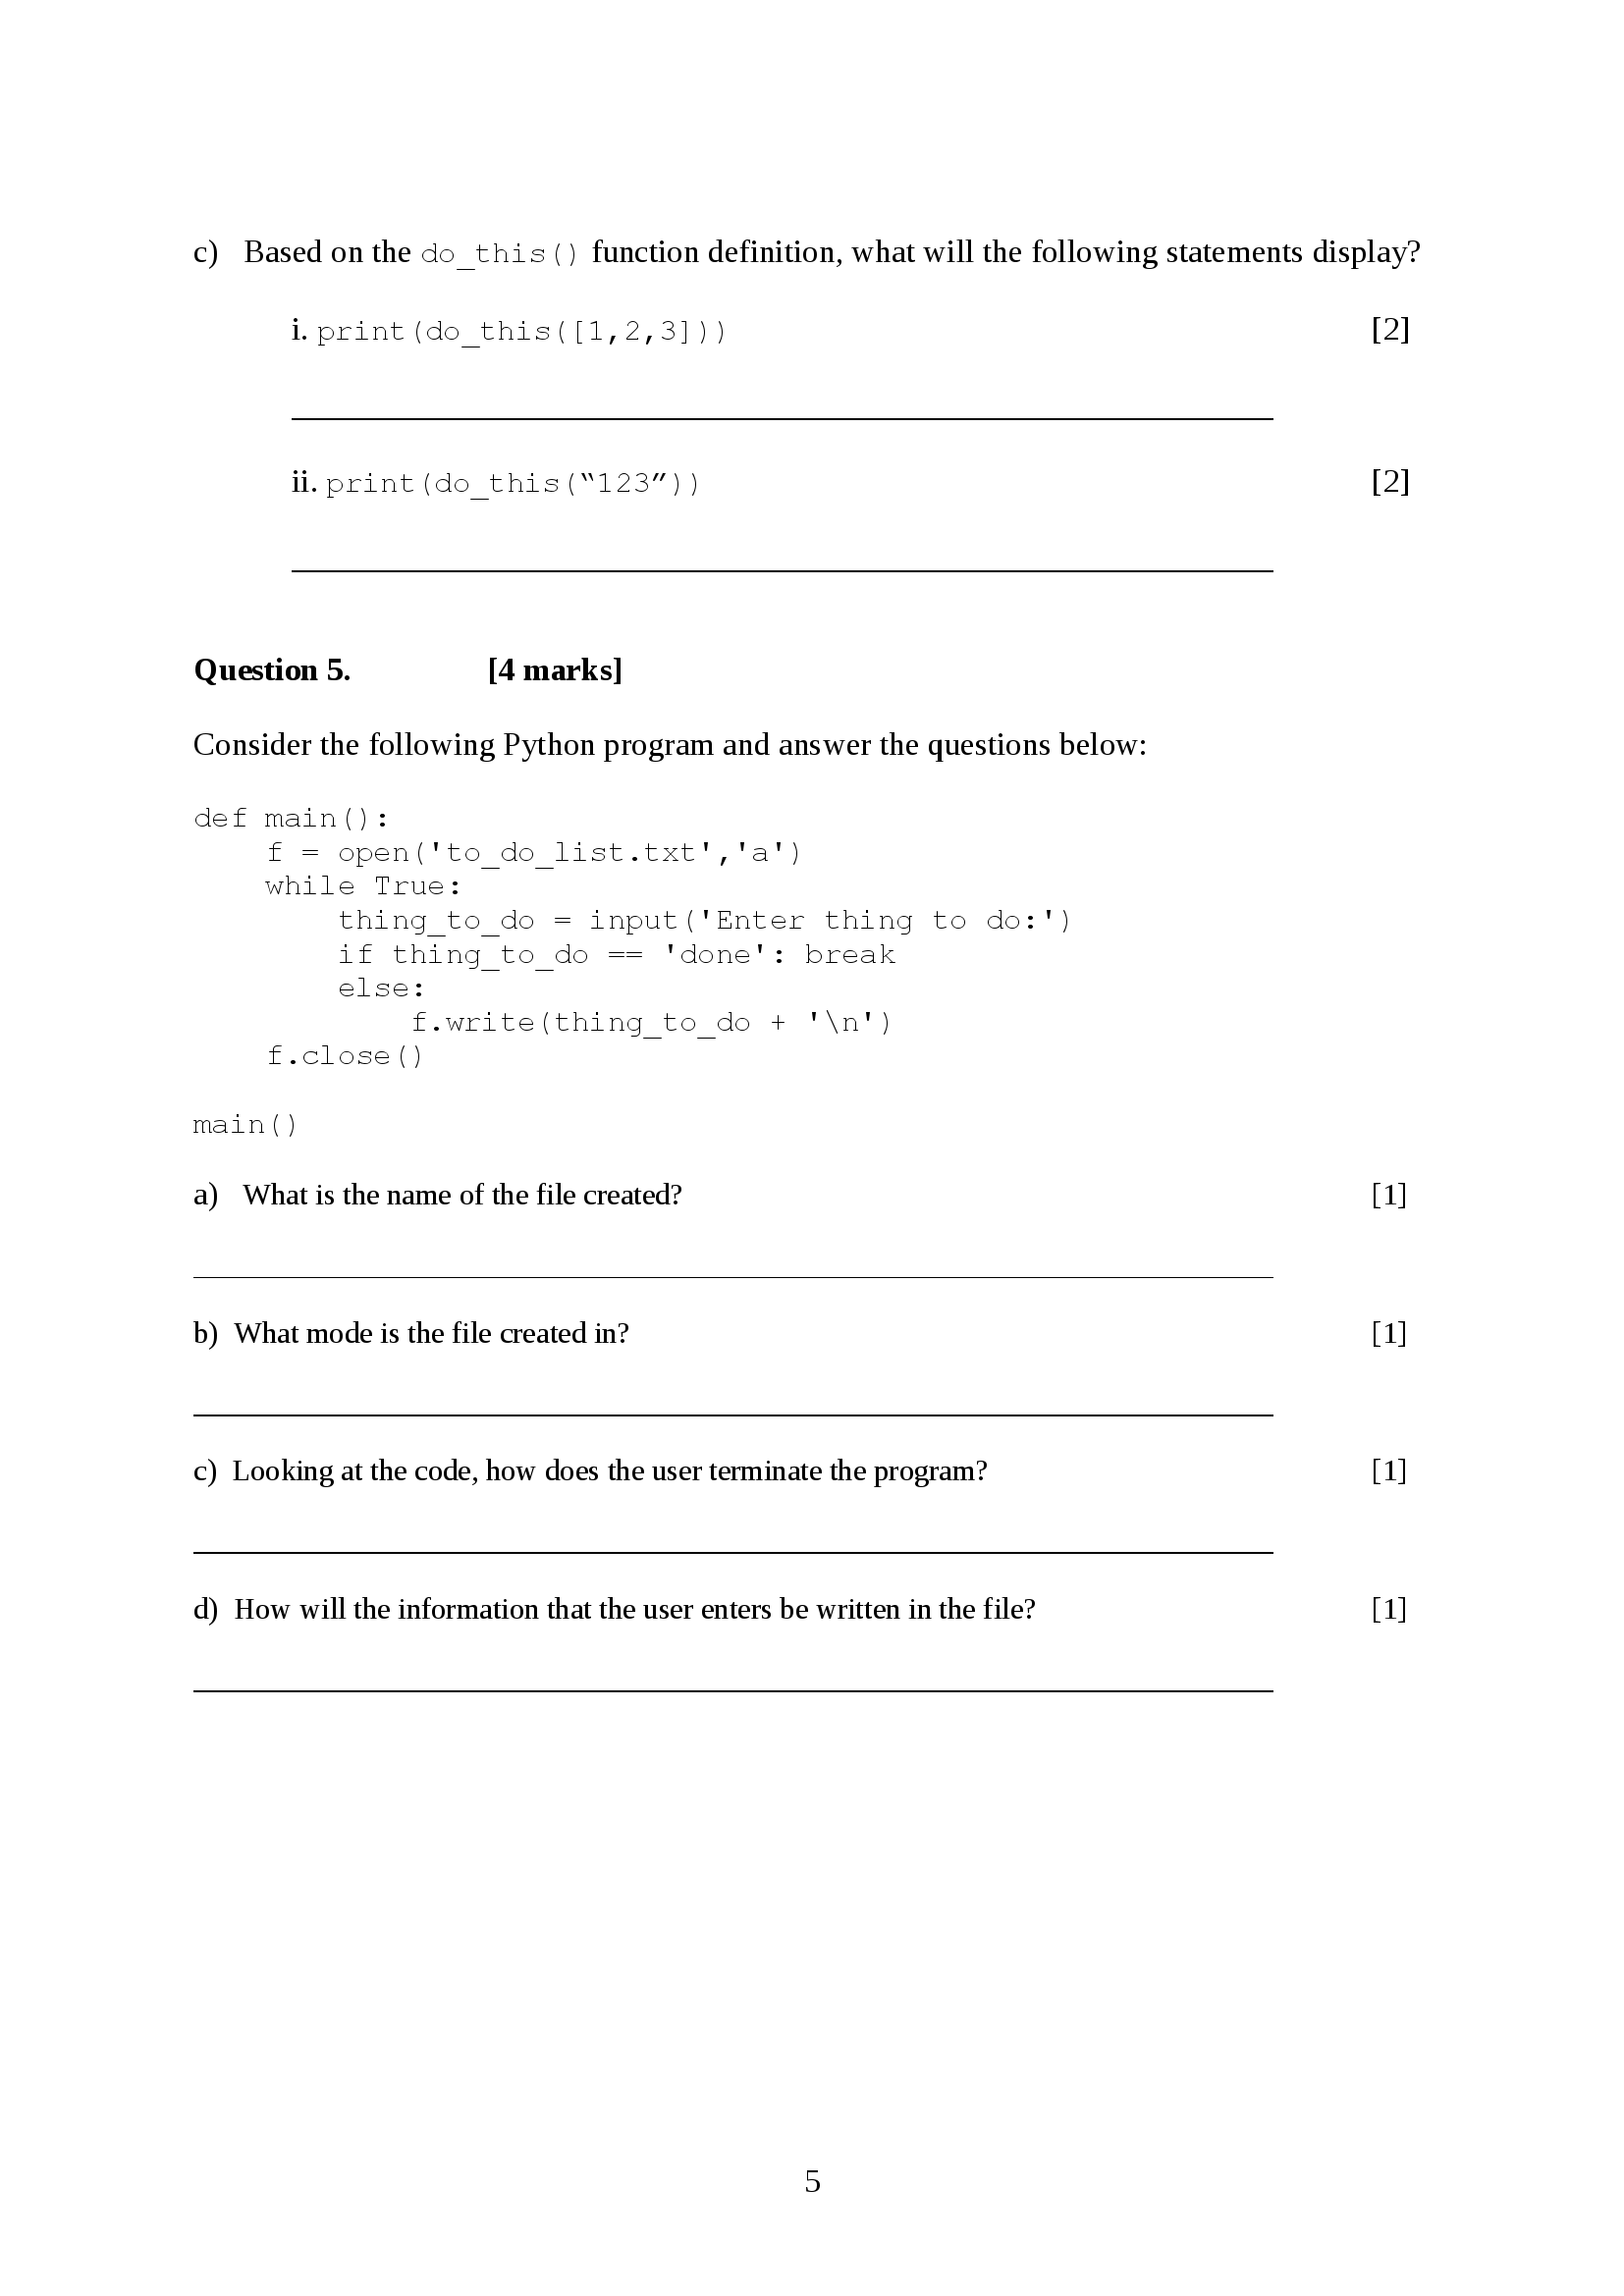 c) Based on the do_this() function definition, what will the following statements display?
i. print(do_this([1,2,3])) [2]
ii. print(do_this(“123”)) [2]
Question 5. [4 marks]
Consider the following Python program and answer the questions below:
def main():
    f = open('to_do_list.txt','a')
    while True:
        thing_to_do = input('Enter thing to do:')
        if thing_to_do == 'done': break
        else:
            f.write(thing_to_do + '\n')
    f.close()
main()
a) What is the name of the file created? [1]
b) What mode is the file created in? [1]
c) Looking at the code, how does the user terminate the program? [1]
d) How will the information that the user enters be written in the file? [1]
5